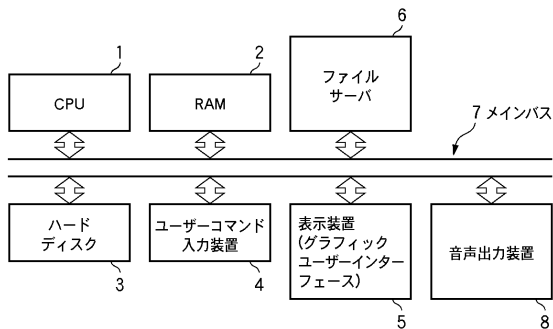 1
2
6
CPU
RAM
ファイル
サーバ
7 メインバス
ハード
ディスク
ユーザーコマンド
入力装置
表示装置
(グラフィック
ユーザーインター
フェース)
音声出力装置
3
4
5
8